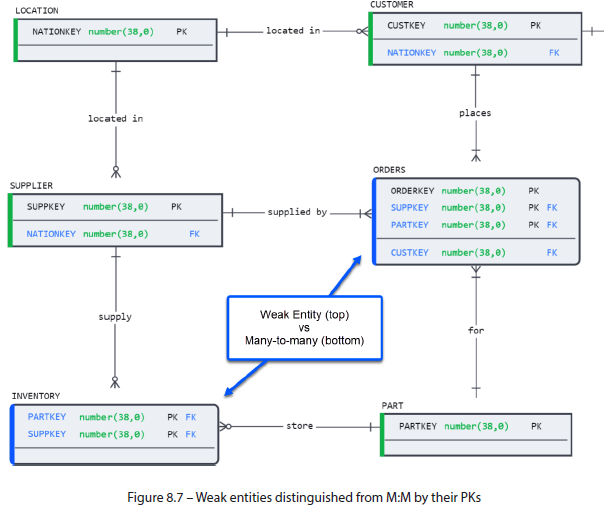 LOCATION
NATIONKEY number(38,0) PK
located in
CUSTOMER
CUSTKEY number(38,0) PK
NATIONKEY number(38,0) FK
located in
places
SUPPLIER
SUPPKEY number(38,0) PK
NATIONKEY number(38,0) FK
supplied by
ORDERS
ORDERKEY number(38,0) PK
SUPPKEY number(38,0) PK FK
PARTKEY number(38,0) PK FK
CUSTKEY number(38,0) FK
supply
Weak Entity (top)
vs
Many-to-many (bottom)
for
INVENTORY
PARTKEY number(38,0) PK FK
SUPPKEY number(38,0) PK FK
store
PART
PARTKEY number(38,0) PK
Figure 8.7 – Weak entities distinguished from M:M by their PKs